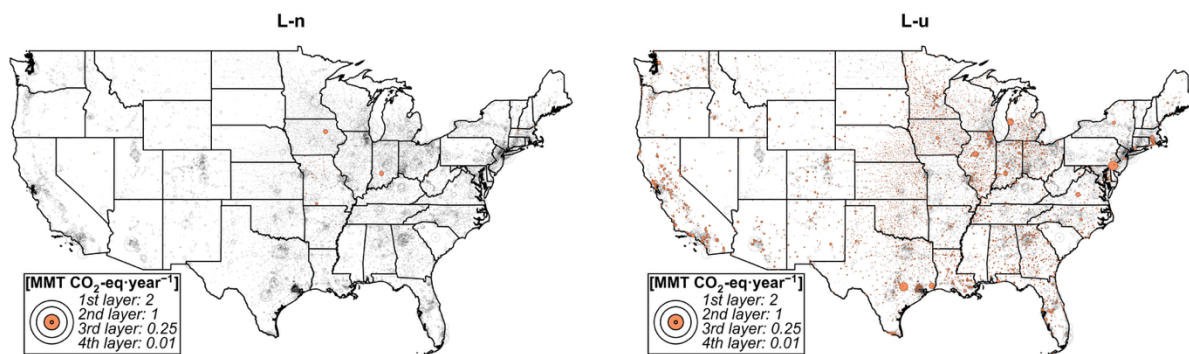 L-n
[MMT CO₂-eq·year⁻¹]
1st layer: 2
2nd layer: 1
3rd layer: 0.25
4th layer: 0.01
L-u
[MMT CO₂-eq·year⁻¹]
1st layer: 2
2nd layer: 1
3rd layer: 0.25
4th layer: 0.01